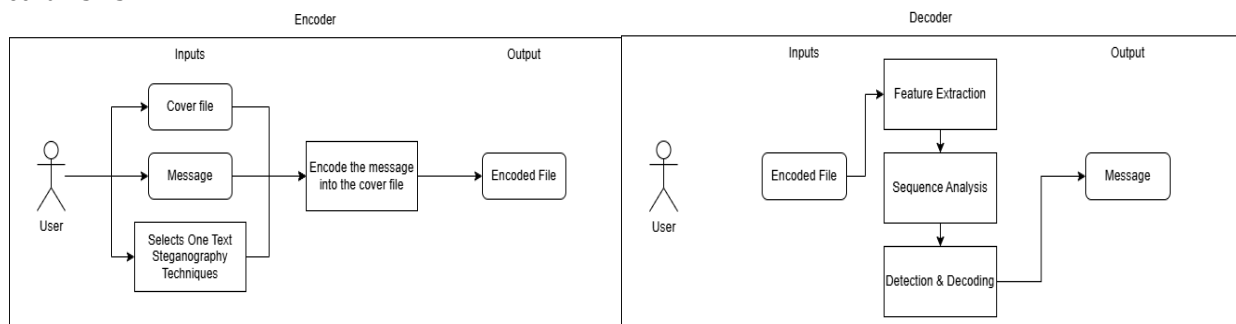 Encoder
Inputs
Output
Cover file
Message
Selects One Text
Steganography
Techniques
User
Encode the message
into the cover file
Encoded File
Decoder
Inputs
Output
User
Encoded File
Feature Extraction
Sequence Analysis
Detection & Decoding
Message